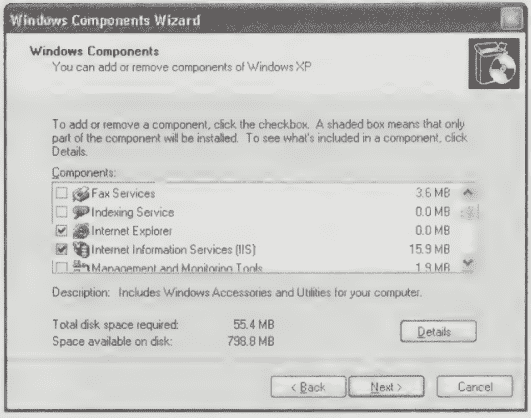 Windows Components Wizard
Windows Components
You can add or remove components of Windows XP
To add or remove a component, click the checkbox. A shaded box means that only
part of the component will be installed. To see what's included in a component, click
Details.
Components:
Fax Services 3.6 MB
Indexing Service 0.0 MB
Internet Explorer 0.0 MB
Internet Information Services (IIS) 15.9 MB
Management and Monitoring Tools 1.9 MB
Description: Includes Windows Accessories and Utilities for your computer.
Total disk space required: 55.4 MB
Space available on disk: 798.8 MB
Details
< Back Next > Cancel